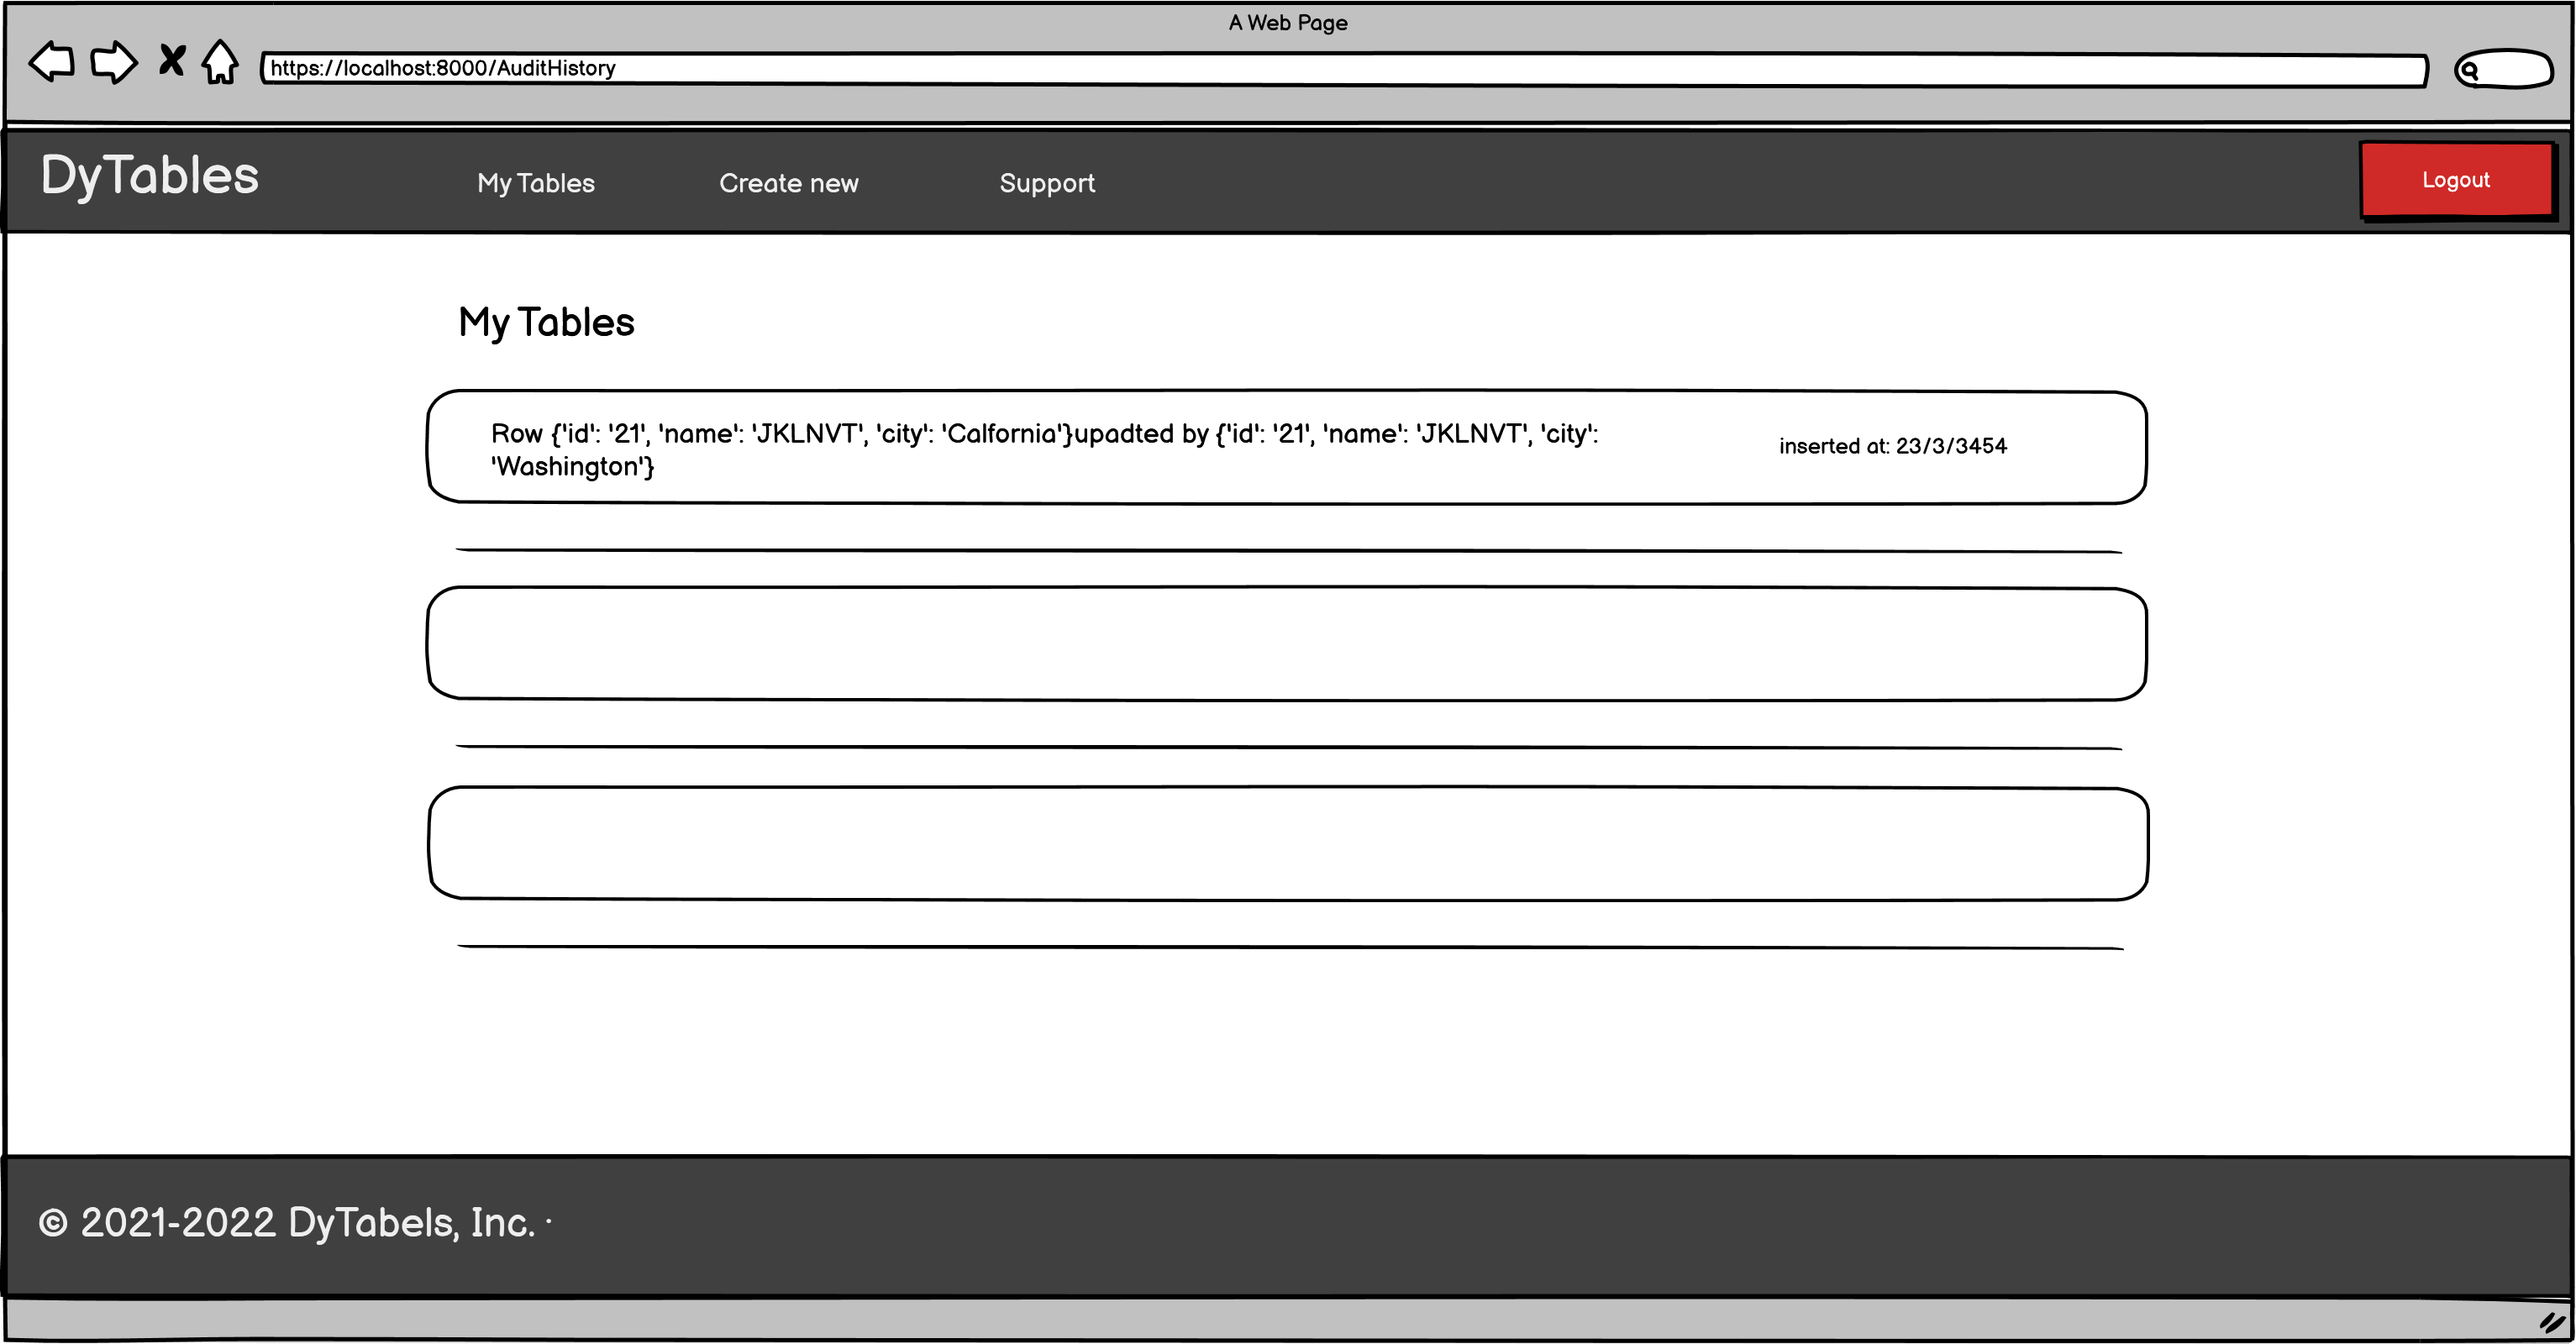 A Web Page
https://localhost:8000/AuditHistory
DyTables
My Tables
Create new
Support
Logout
My Tables
Row {'id': '21', 'name': 'JKLNVT', 'city': 'Calfornia'}upadted by {'id': '21', 'name': 'JKLNVT', 'city':
'Washington'}
inserted at: 23/3/3454
© 2021-2022 DyTabels, Inc. ·